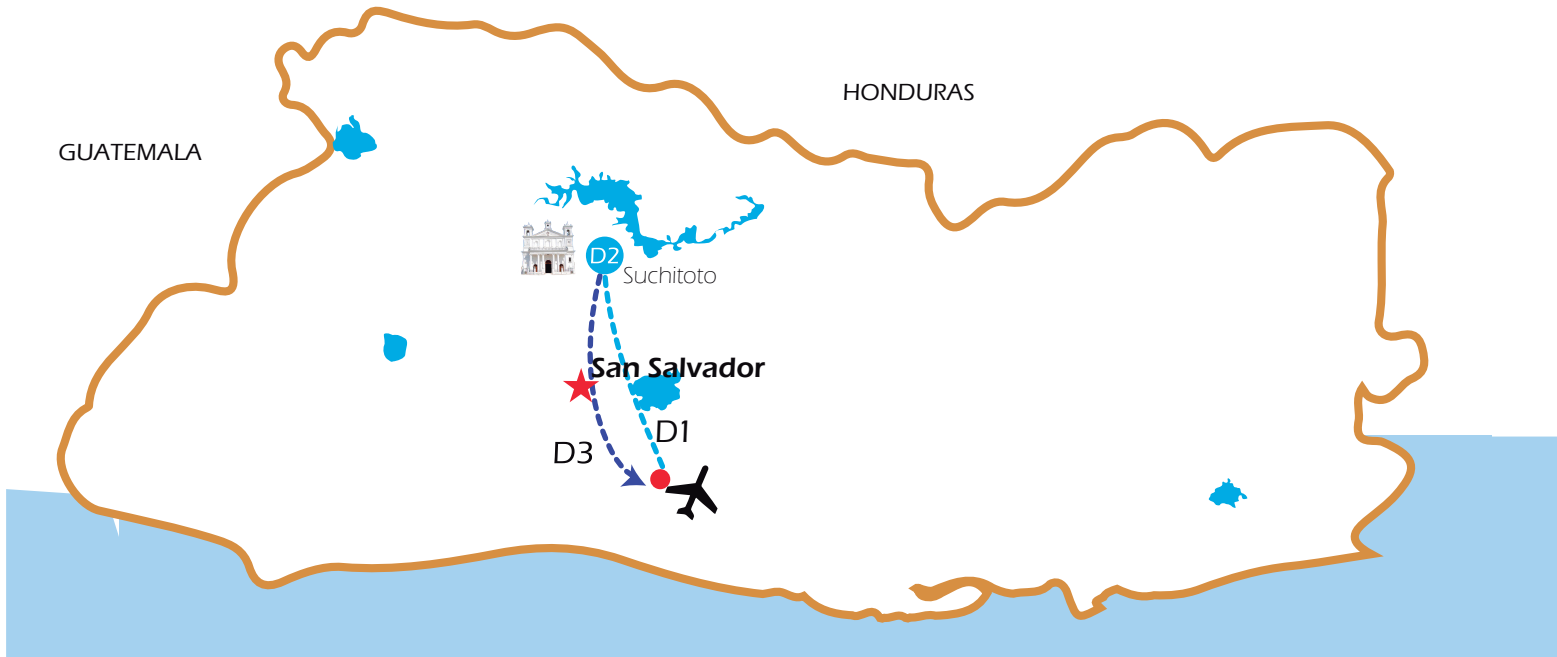 HONDURAS
GUATEMALA
D2
Suchitoto
San Salvador
D1
D3